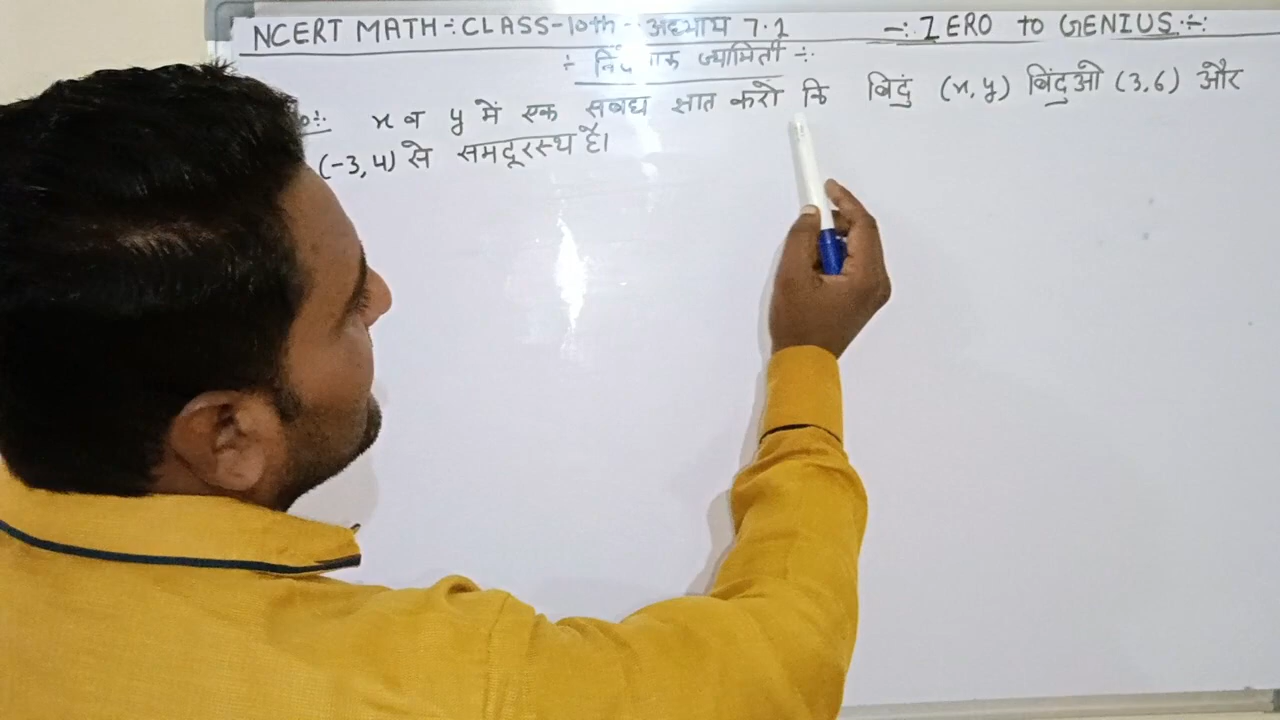 NCERT MATH÷CLASS-10th अध्याय 7.1 -: ZERO to GENIUS :-
ज्यामिती
x व y में एक सबंध ज्ञात करो कि बिंदुं (x, y) बिंदुओ (3,6) और
(-3,4) से समदूरस्थ है।